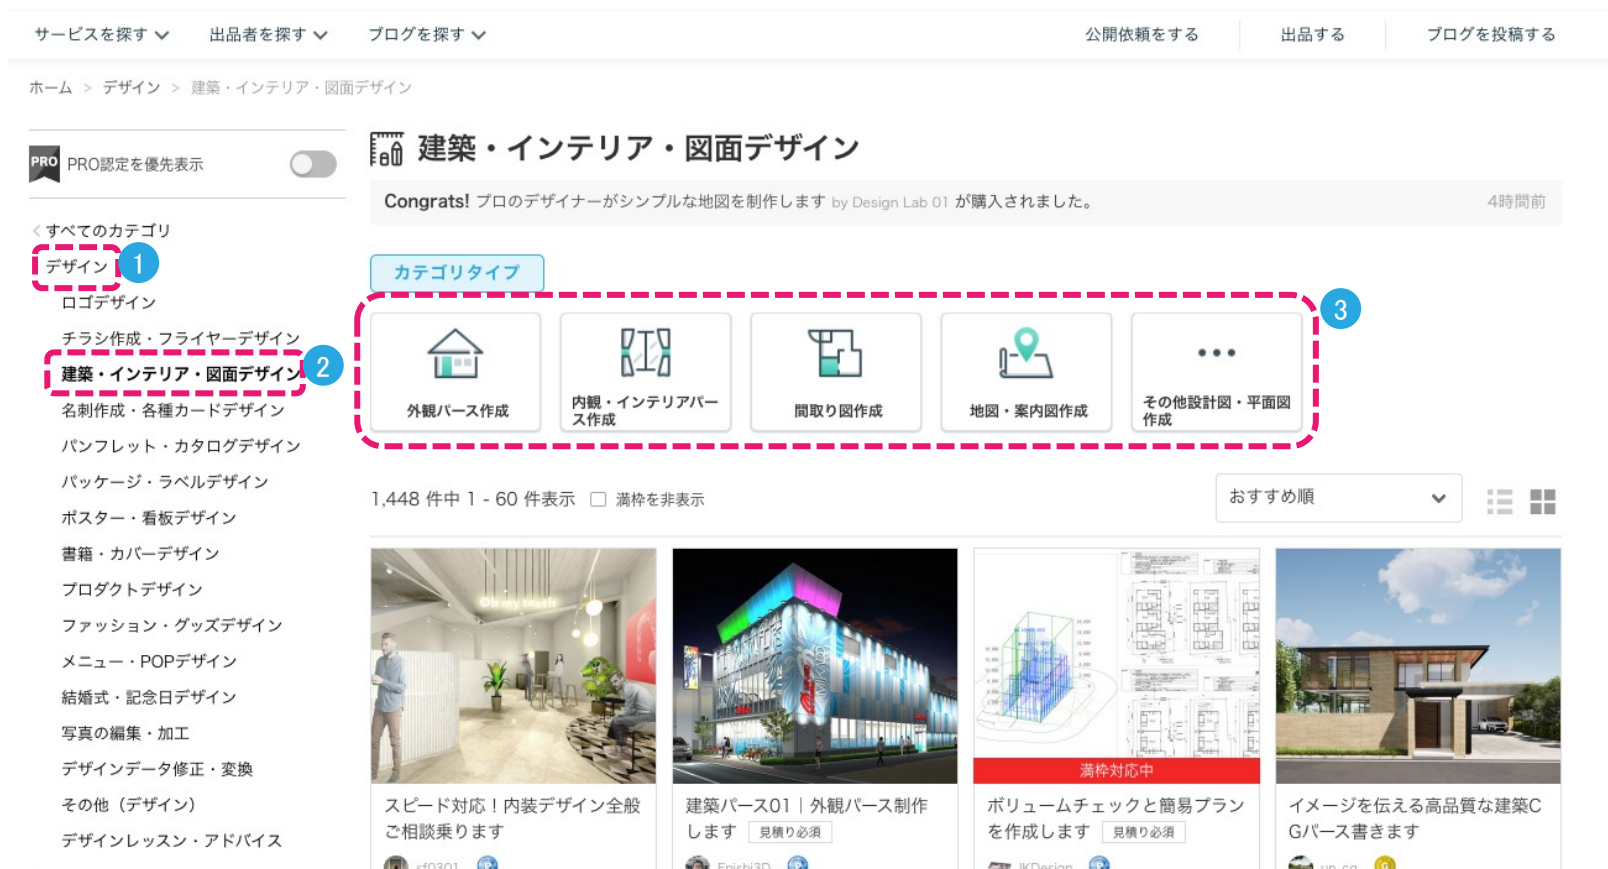 サービスを探す 出品者を探す ブログを探す 公開依頼をする 出品する ブログを投稿する
ホーム > デザイン > 建築・インテリア・図面デザイン
PRO PRO認定を優先表示
すべてのカテゴリ
デザイン 1
ロゴデザイン
チラシ作成・フライヤーデザイン
建築・インテリア・図面デザイン 2
名刺作成・各種カードデザイン
パンフレット・カタログデザイン
パッケージ・ラベルデザイン
ポスター・看板デザイン
書籍・カバーデザイン
プロダクトデザイン
ファッション・グッズデザイン
メニュー・POPデザイン
結婚式・記念日デザイン
写真の編集・加工
デザインデータ修正・変換
その他（デザイン）
デザインレッスン・アドバイス
建築・インテリア・図面デザイン
Congrats! プロのデザイナーがシンプルな地図を制作します by Design Lab 01 が購入されました。 4時間前
カテゴリタイプ
3
外観パース作成
内観・インテリアパー
ス作成
間取り図作成
地図・案内図作成
その他設計図・平面図
作成
1,448 件中 1 - 60 件表示 満枠を非表示
おすすめ順
満枠対応中
スピード対応！内装デザイン全般
ご相談乗ります
sf0301
建築パース01｜外観パース制作
します 見積り必須
Enishi3D
ボリュームチェックと簡易プラン
を作成します 見積り必須
IKDesign
イメージを伝える高品質な建築C
Gパース書きます